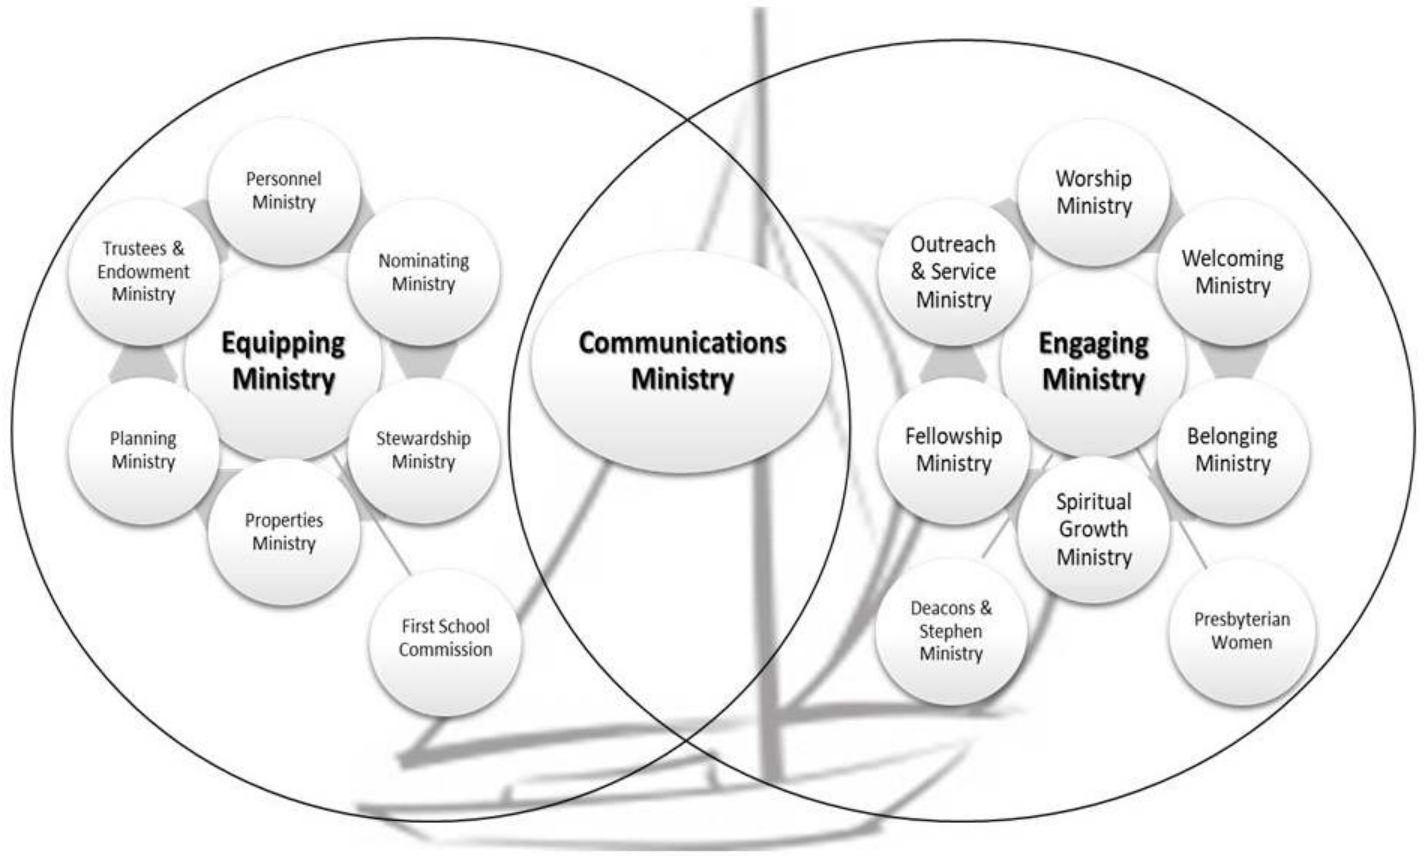 Personnel
Ministry
Trustees &
Endowment
Ministry
Nominating
Ministry
Equipping
Ministry
Planning
Ministry
Stewardship
Ministry
Properties
Ministry
First School
Commission
Communications
Ministry
Worship
Ministry
Outreach
& Service
Ministry
Welcoming
Ministry
Engaging
Ministry
Fellowship
Ministry
Belonging
Ministry
Spiritual
Growth
Ministry
Deacons &
Stephen
Ministry
Presbyterian
Women